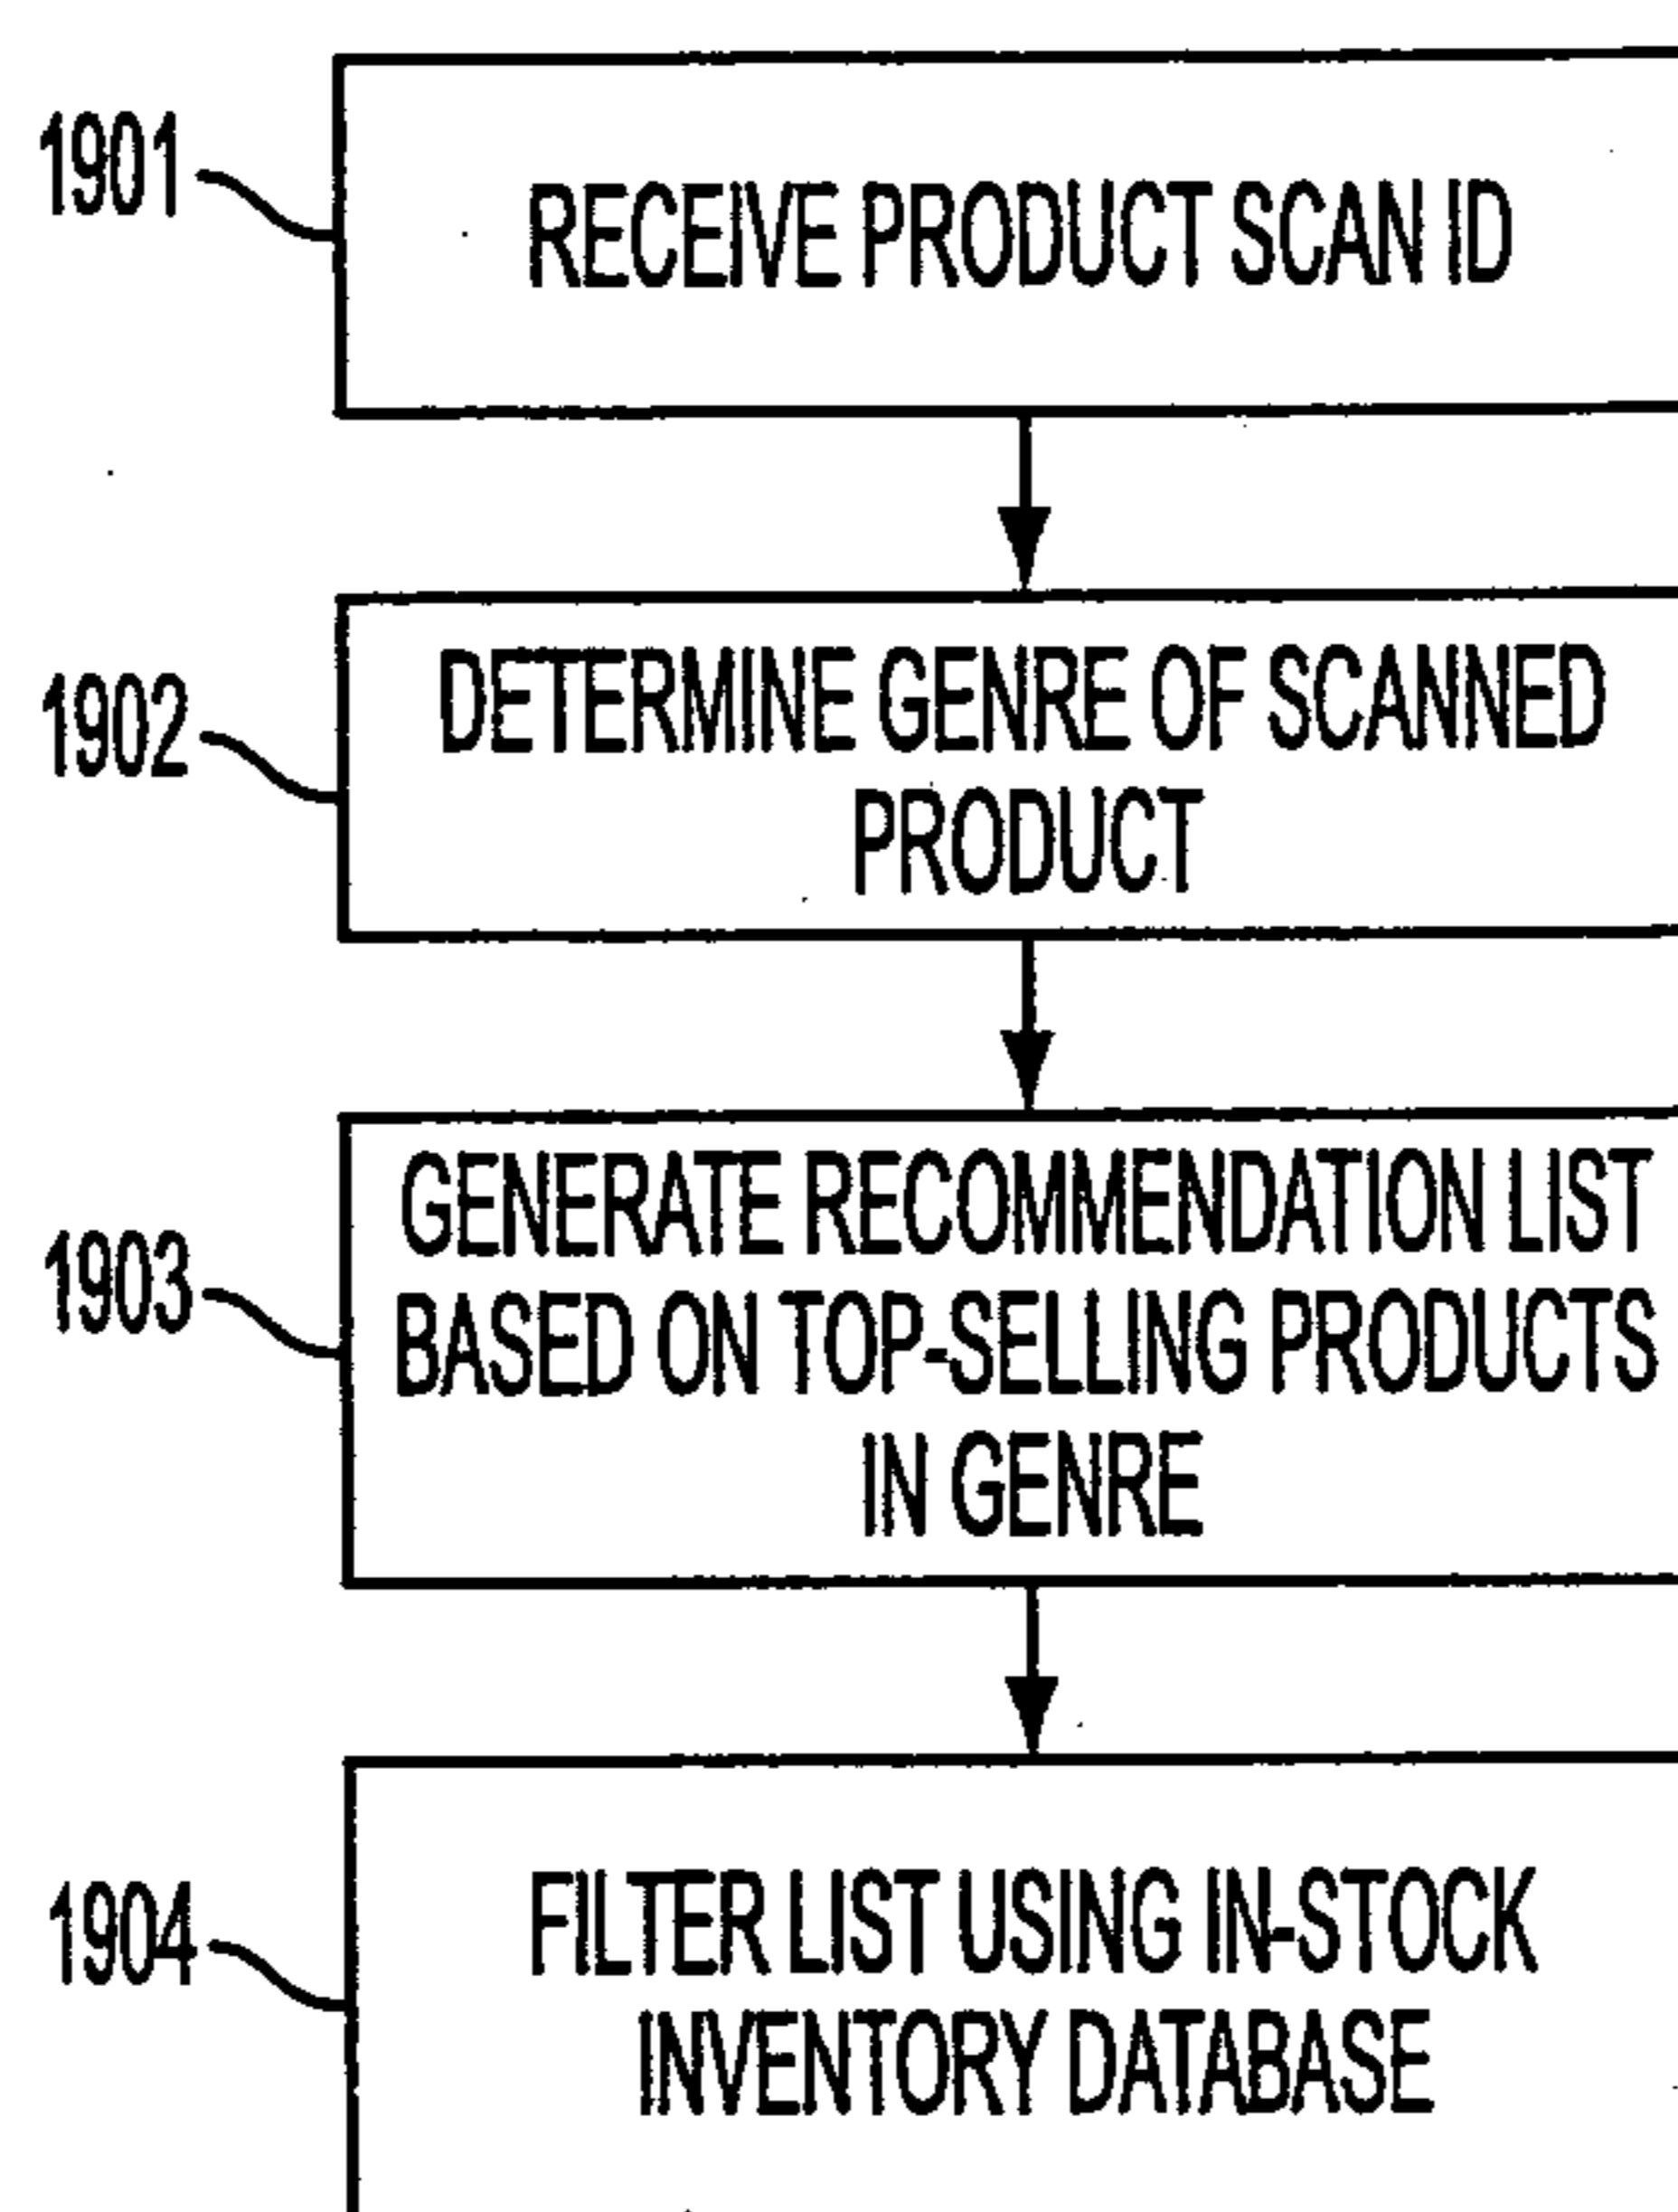 1901
RECEIVE PRODUCT SCAN ID
1902
DETERMINE GENRE OF SCANNED
PRODUCT
1903
GENERATE RECOMMENDATION LIST
BASED ON TOP-SELLING PRODUCTS
IN GENRE
1904
FILTER LIST USING IN-STOCK
INVENTORY DATABASE